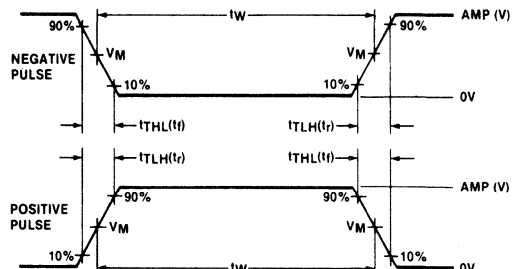 tW
AMP (V)
90%
90%
NEGATIVE
PULSE
VM
VM
10%
10%
0V
tTHL(tf)
tTLH(tr)
tTLH(tr)
tTHL(tf)
AMP (V)
90%
90%
POSITIVE
PULSE
VM
VM
10%
10%
tW
0V